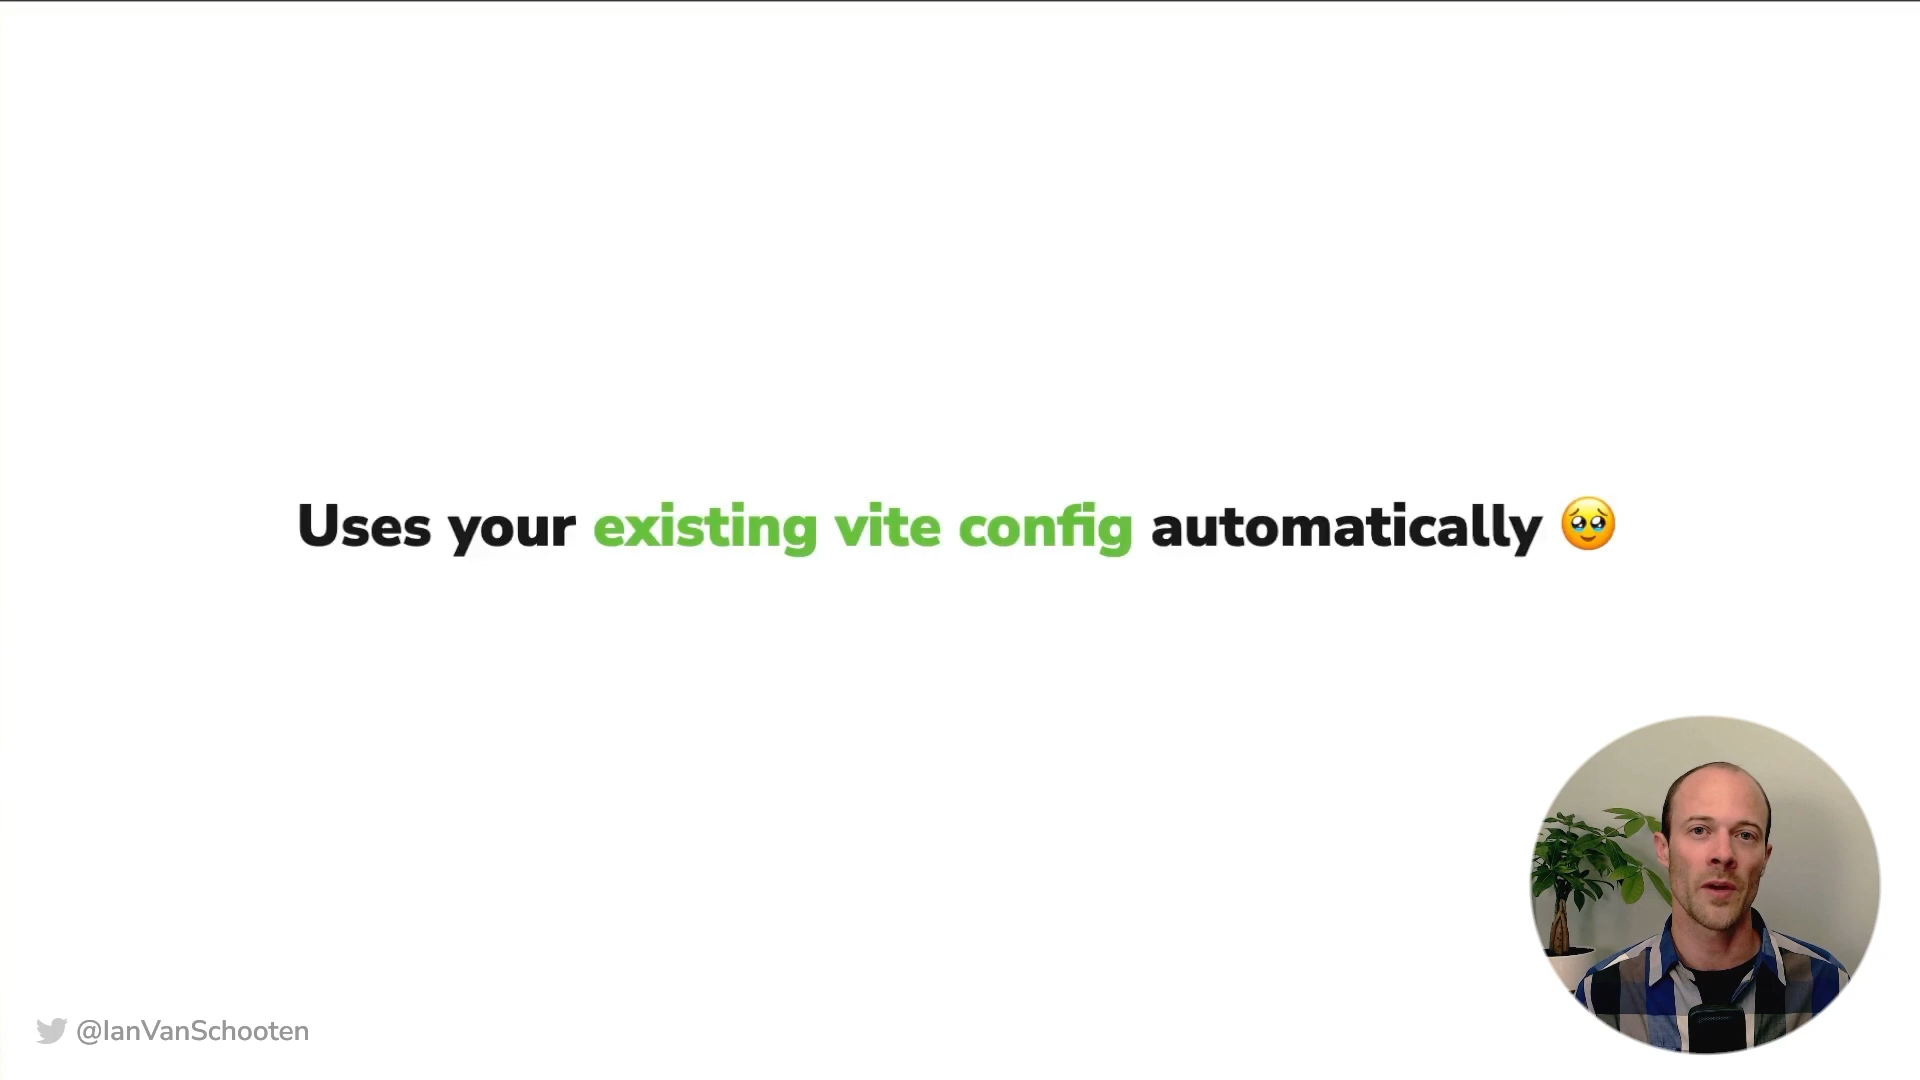 Uses your existing vite config automatically 🥹
@IanVanSchooten